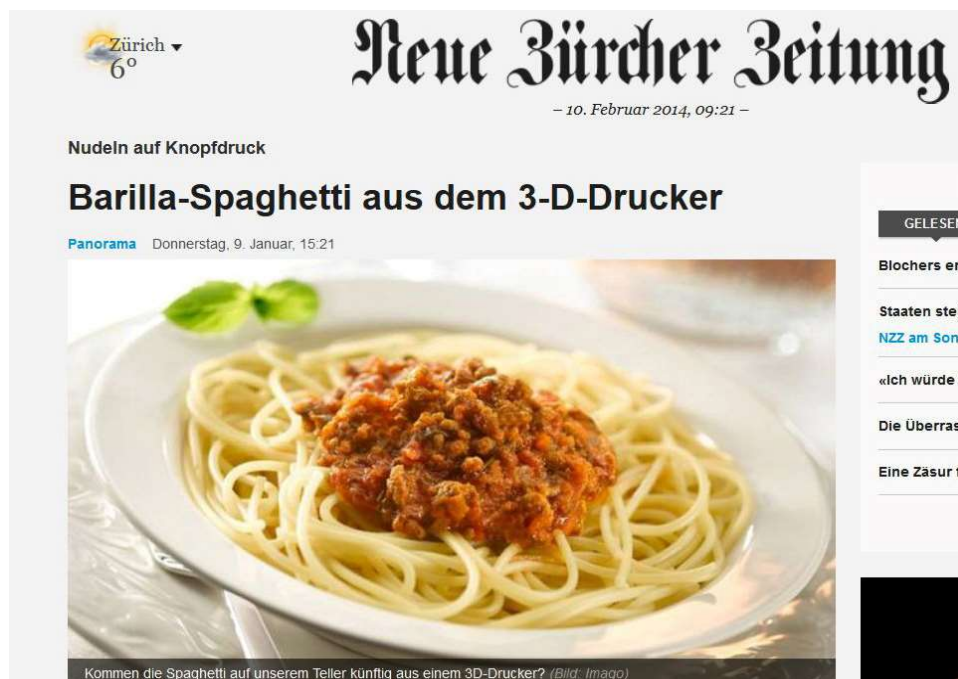 Zürich
6°
Neue Zürcher Zeitung
– 10. Februar 2014, 09:21 –
Nudeln auf Knopfdruck
Barilla-Spaghetti aus dem 3-D-Drucker
Panorama Donnerstag, 9. Januar, 15:21
Kommen die Spaghetti auf unserem Teller künftig aus einem 3D-Drucker? (Bild: Imago)
GELESEN
Blochers
Staaten
NZZ am
«Ich würde
Die
Eine Zäsur